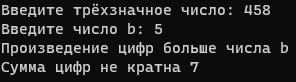 Введите трёхзначное число: 458
Введите число b: 5
Произведение цифр больше числа b
Сумма цифр не кратна 7